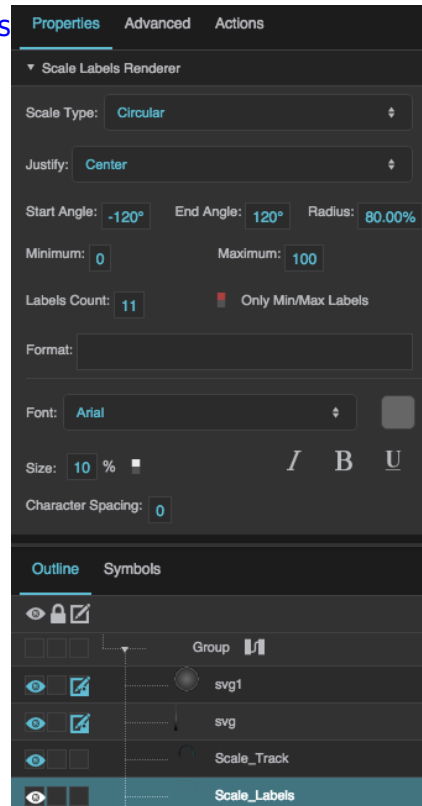 s
Properties Advanced Actions
Scale Labels Renderer
Scale Type: Circular
Justify: Center
Start Angle: -120° End Angle: 120° Radius: 80.00%
Minimum: 0 Maximum: 100
Labels Count: 11 Only Min/Max Labels
Format:
Font: Arial
Size: 10 % I B U
Character Spacing: 0
Outline Symbols
Group
svg1
svg
Scale_Track
Scale_Labels